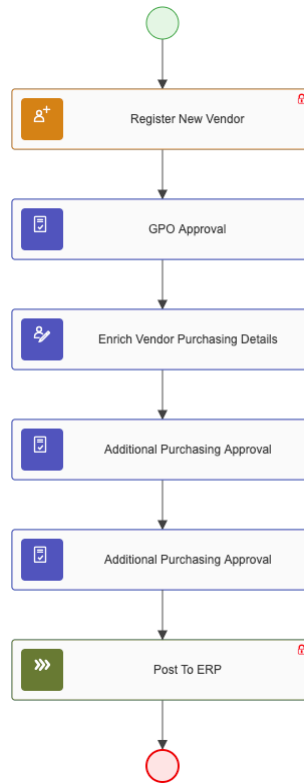 Register New Vendor
GPO Approval
Enrich Vendor Purchasing Details
Additional Purchasing Approval
Additional Purchasing Approval
Post To ERP